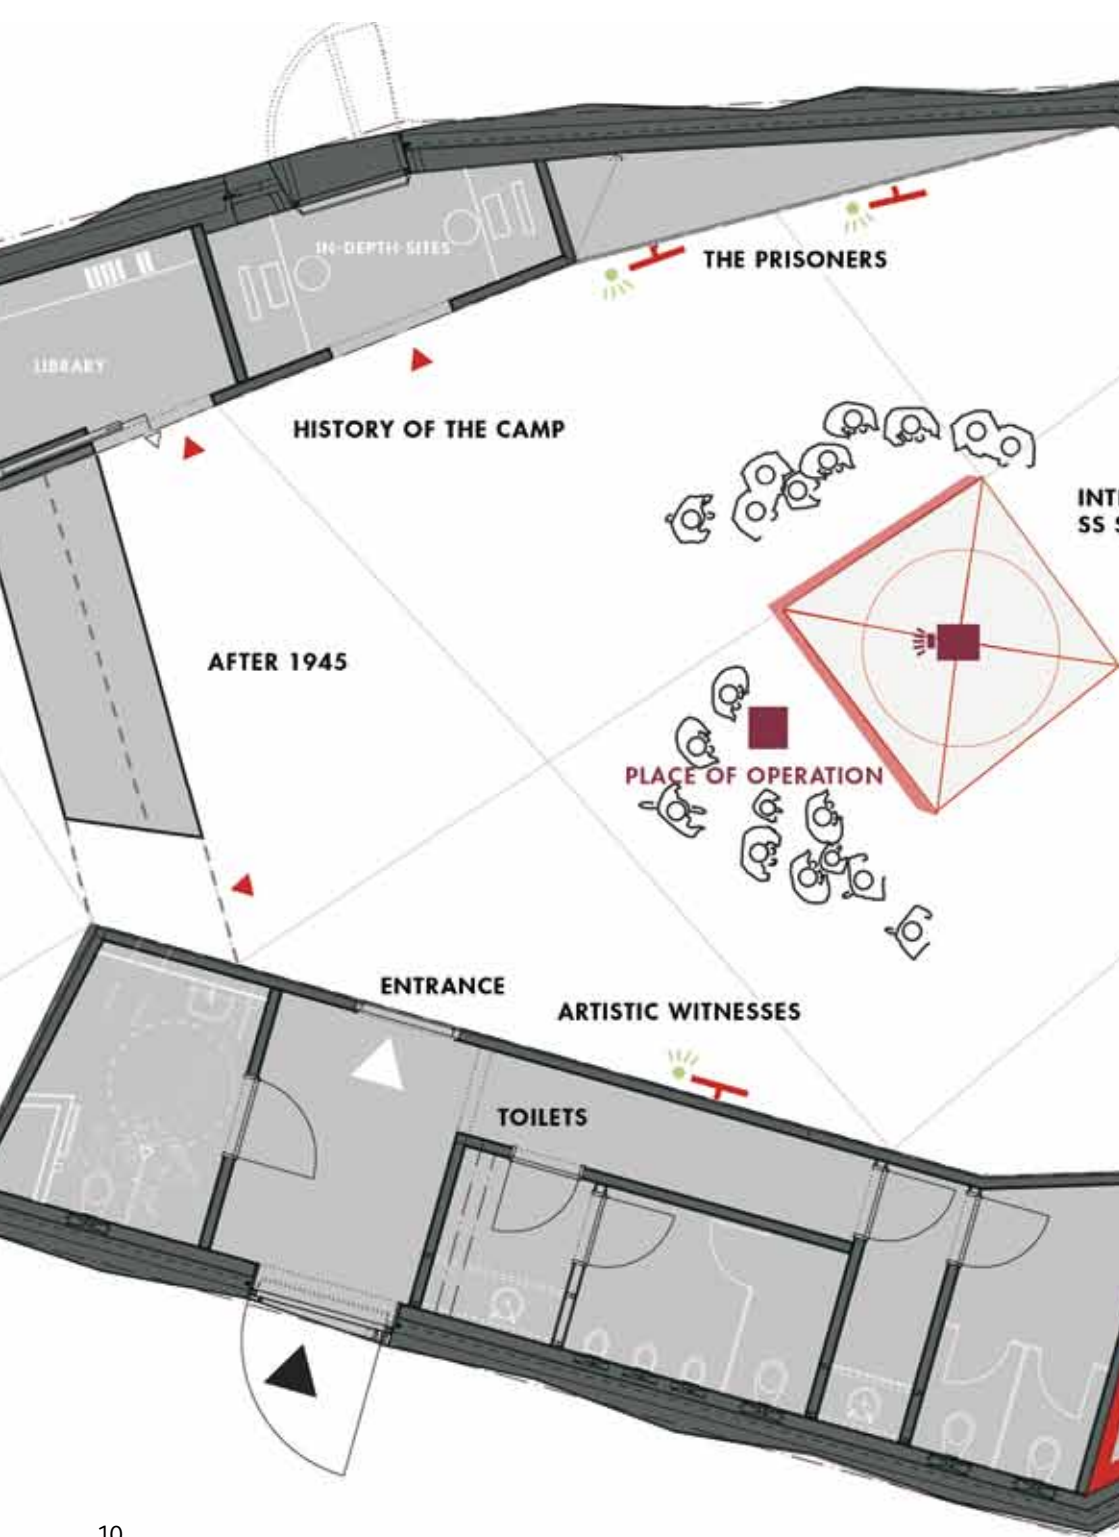 IN-DEPTH-SITES
THE PRISONERS
LIBRARY
HISTORY OF THE CAMP
SS
AFTER 1945
PLACE OF OPERATION
ENTRANCE
ARTISTIC WITNESSES
TOILETS
10